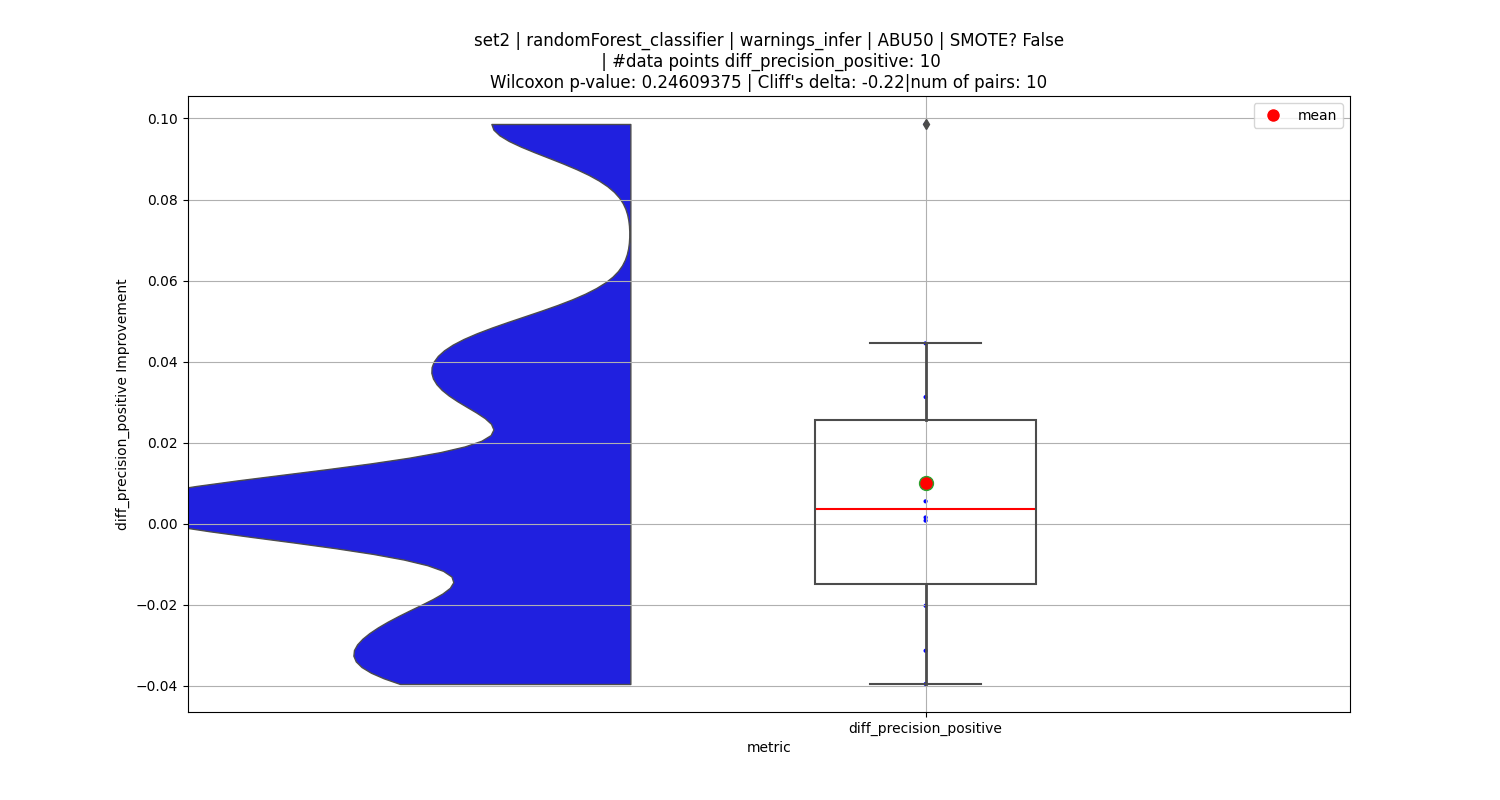 set2 | randomForest_classifier | warnings_infer | ABU50 | SMOTE? False
| #data points diff_precision_positive: 10
Wilcoxon p-value: 0.24609375 | Cliff's delta: -0.22|num of pairs: 10
mean
0.10
0.08
0.06
0.04
0.02
0.00
−0.02
−0.04
diff_precision_positive Improvement
diff_precision_positive
metric